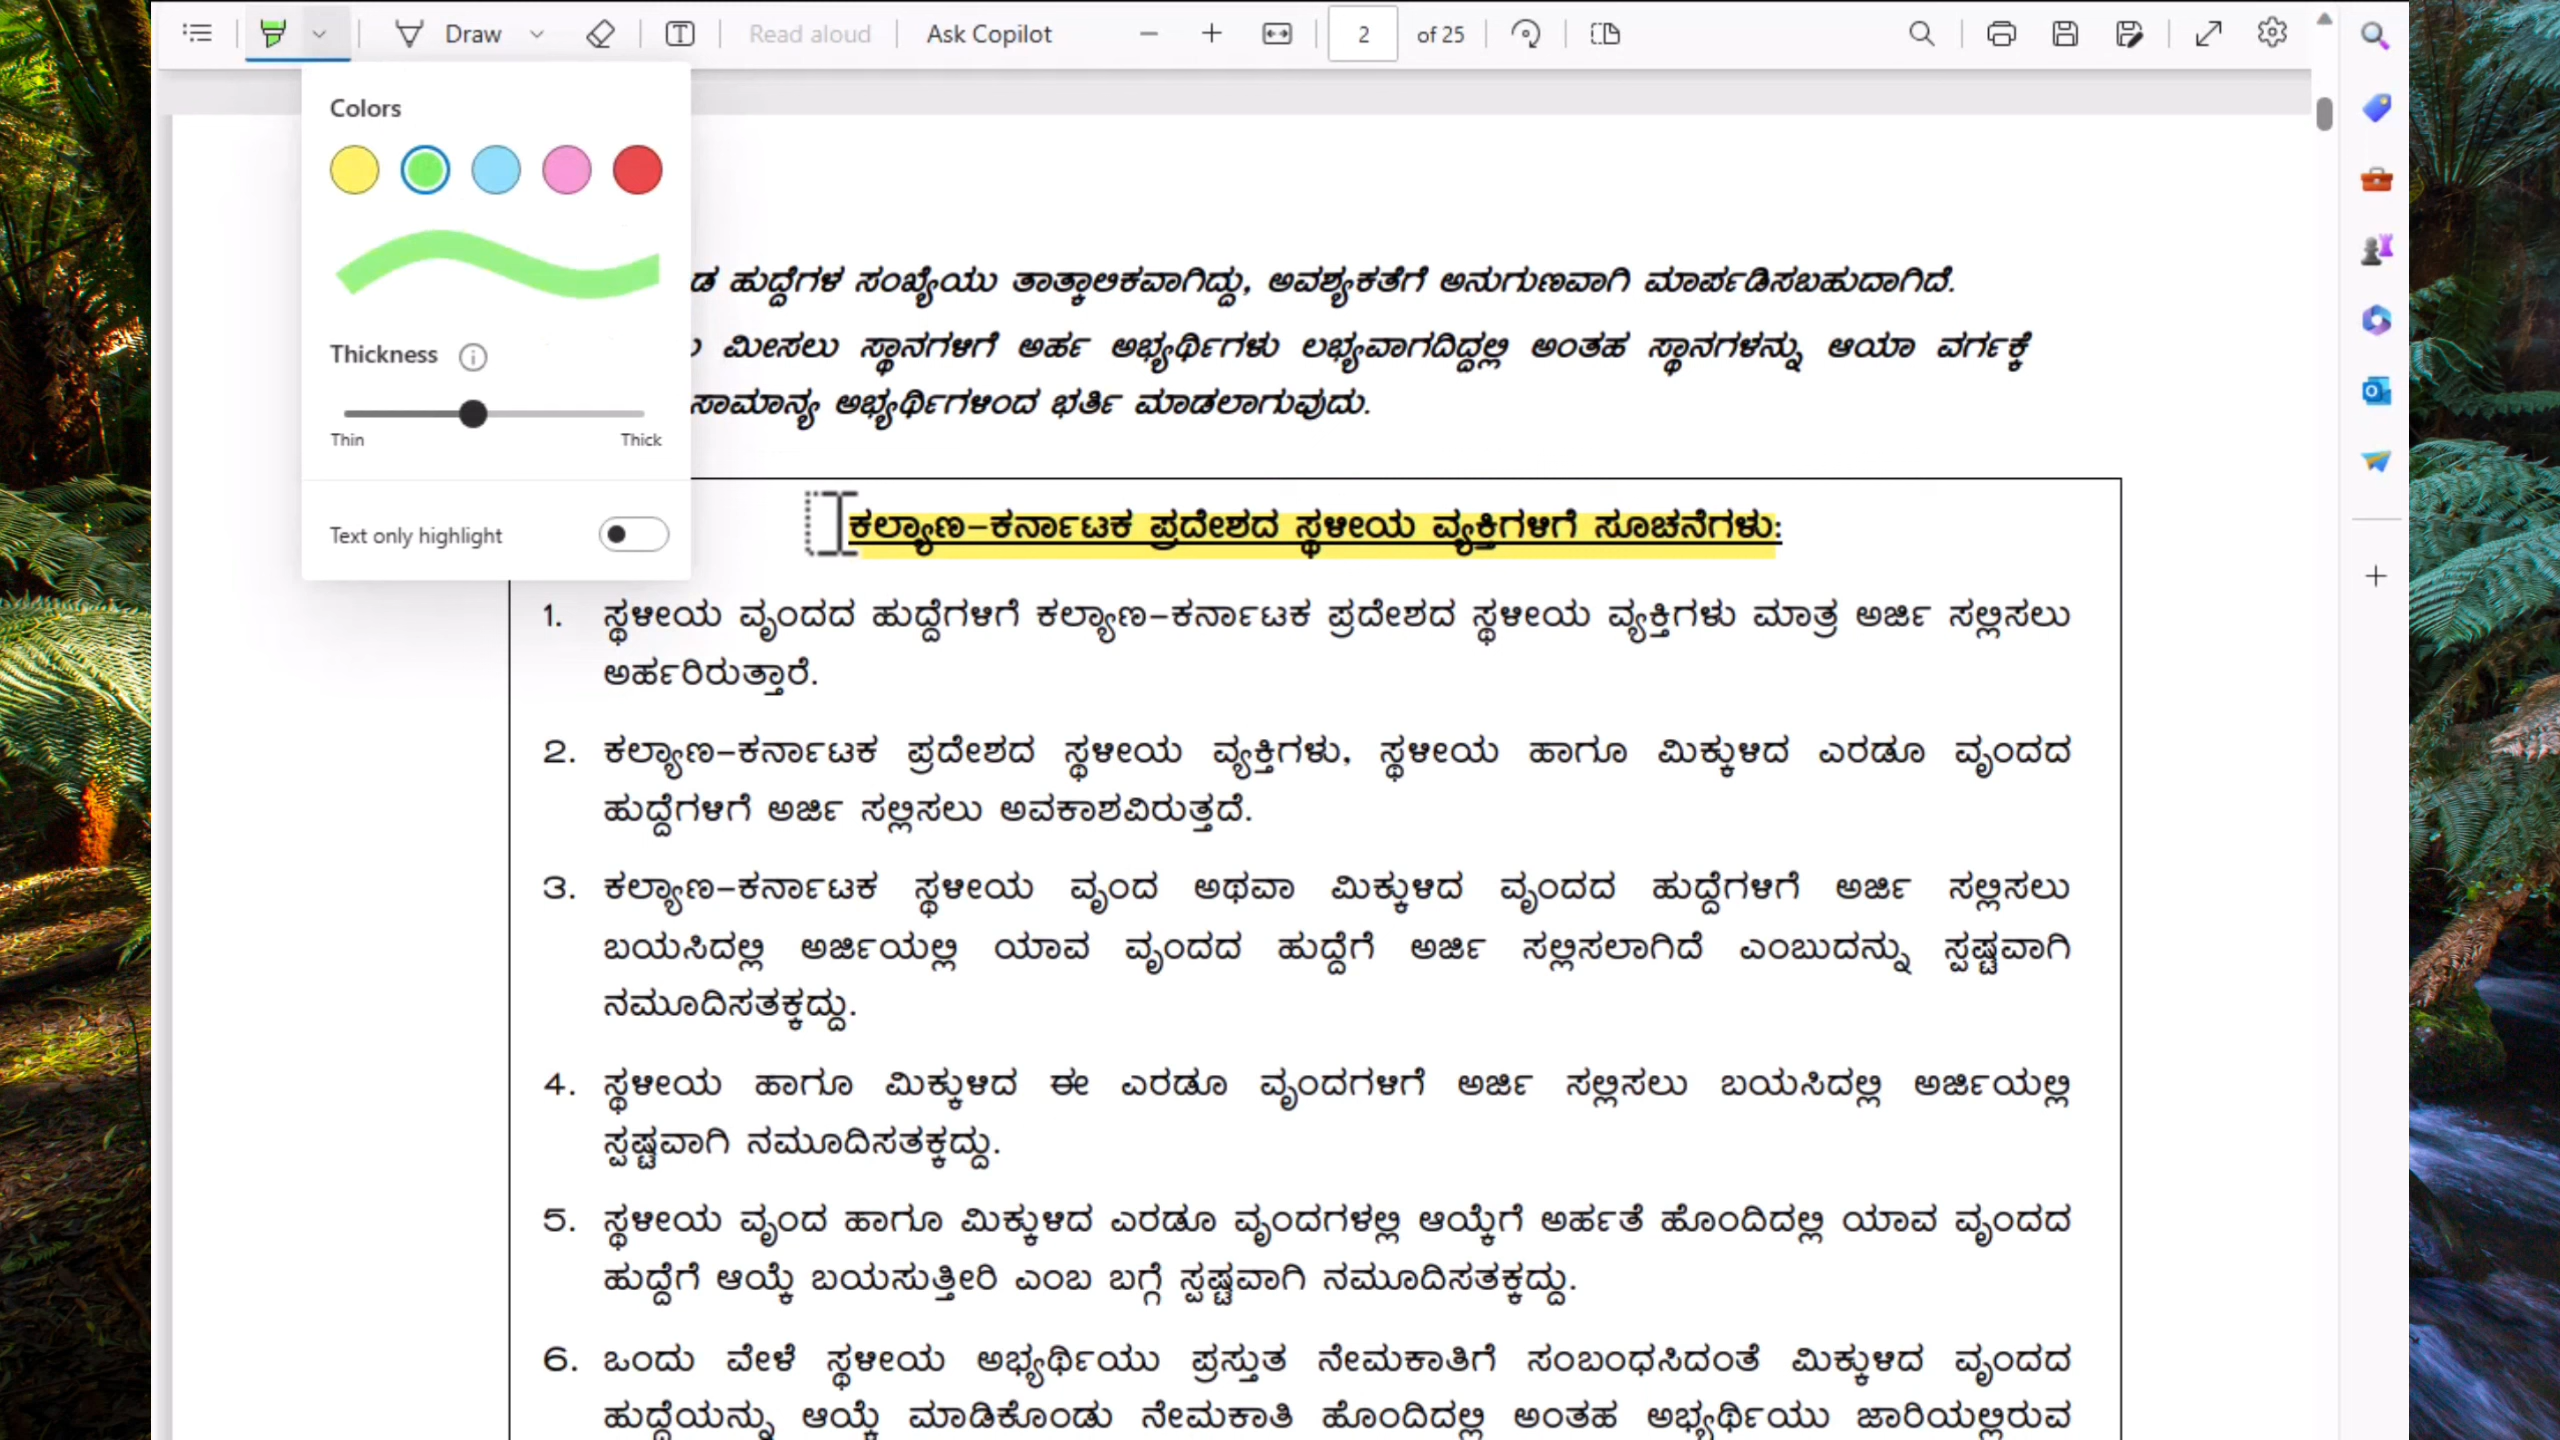 Draw
Read aloud
Ask Copilot
2 of 25
Colors
Thickness
Thin Thick
Text only highlight
ಹುದ್ದೆಗಳ ಸಂಖ್ಯೆಯು ತಾತ್ಕಾಲಿಕವಾಗಿದ್ದು, ಅವಶ್ಯಕತೆಗೆ ಅನುಗುಣವಾಗಿ ಮಾರ್ಪಡಿಸಬಹುದಾಗಿದೆ.
ಮೀಸಲು ಸ್ಥಾನಗಳಿಗೆ ಅರ್ಹ ಅಭ್ಯರ್ಥಿಗಳು ಲಭ್ಯವಾಗದಿದ್ದಲ್ಲಿ ಅಂತಹ ಸ್ಥಾನಗಳನ್ನು ಆಯಾ ವರ್ಗಕ್ಕೆ
ಸಾಮಾನ್ಯ ಅಭ್ಯರ್ಥಿಗಳಿಂದ ಭರ್ತಿ ಮಾಡಲಾಗುವುದು.
ಕಲ್ಯಾಣ-ಕರ್ನಾಟಕ ಪ್ರದೇಶದ ಸ್ಥಳೀಯ ವ್ಯಕ್ತಿಗಳಿಗೆ ಸೂಚನೆಗಳು:
1. ಸ್ಥಳೀಯ ವೃಂದದ ಹುದ್ದೆಗಳಿಗೆ ಕಲ್ಯಾಣ-ಕರ್ನಾಟಕ ಪ್ರದೇಶದ ಸ್ಥಳೀಯ ವ್ಯಕ್ತಿಗಳು ಮಾತ್ರ ಅರ್ಜಿ ಸಲ್ಲಿಸಲು
ಅರ್ಹರಿರುತ್ತಾರೆ.
2. ಕಲ್ಯಾಣ-ಕರ್ನಾಟಕ ಪ್ರದೇಶದ ಸ್ಥಳೀಯ ವ್ಯಕ್ತಿಗಳು, ಸ್ಥಳೀಯ ಹಾಗೂ ಮಿಕ್ಕುಳಿದ ಎರಡೂ ವೃಂದದ
ಹುದ್ದೆಗಳಿಗೆ ಅರ್ಜಿ ಸಲ್ಲಿಸಲು ಅವಕಾಶವಿರುತ್ತದೆ.
3. ಕಲ್ಯಾಣ-ಕರ್ನಾಟಕ ಸ್ಥಳೀಯ ವೃಂದ ಅಥವಾ ಮಿಕ್ಕುಳಿದ ವೃಂದದ ಹುದ್ದೆಗಳಿಗೆ ಅರ್ಜಿ ಸಲ್ಲಿಸಲು
ಬಯಸಿದಲ್ಲಿ ಅರ್ಜಿಯಲ್ಲಿ ಯಾವ ವೃಂದದ ಹುದ್ದೆಗೆ ಅರ್ಜಿ ಸಲ್ಲಿಸಲಾಗಿದೆ ಎಂಬುದನ್ನು ಸ್ಪಷ್ಟವಾಗಿ
ನಮೂದಿಸತಕ್ಕದ್ದು.
4. ಸ್ಥಳೀಯ ಹಾಗೂ ಮಿಕ್ಕುಳಿದ ಈ ಎರಡೂ ವೃಂದಗಳಿಗೆ ಅರ್ಜಿ ಸಲ್ಲಿಸಲು ಬಯಸಿದಲ್ಲಿ ಅರ್ಜಿಯಲ್ಲಿ
ಸ್ಪಷ್ಟವಾಗಿ ನಮೂದಿಸತಕ್ಕದ್ದು.
5. ಸ್ಥಳೀಯ ವೃಂದ ಹಾಗೂ ಮಿಕ್ಕುಳಿದ ಎರಡೂ ವೃಂದಗಳಲ್ಲಿ ಆಯ್ಕೆಗೆ ಅರ್ಹತೆ ಹೊಂದಿದಲ್ಲಿ ಯಾವ ವೃಂದದ
ಹುದ್ದೆಗೆ ಆಯ್ಕೆ ಬಯಸುತ್ತೀರಿ ಎಂಬ ಬಗ್ಗೆ ಸ್ಪಷ್ಟವಾಗಿ ನಮೂದಿಸತಕ್ಕದ್ದು.
6. ಒಂದು ವೇಳೆ ಸ್ಥಳೀಯ ಅಭ್ಯರ್ಥಿಯು ಪ್ರಸ್ತುತ ನೇಮಕಾತಿಗೆ ಸಂಬಂಧಿಸಿದಂತೆ ಮಿಕ್ಕುಳಿದ ವೃಂದದ
ಹುದ್ದೆಯನ್ನು ಆಯ್ಕೆ ಮಾಡಿಕೊಂಡು ನೇಮಕಾತಿ ಹೊಂದಿದಲ್ಲಿ ಅಂತಹ ಅಭ್ಯರ್ಥಿಯು ಜಾರಿಯಲ್ಲಿರುವ